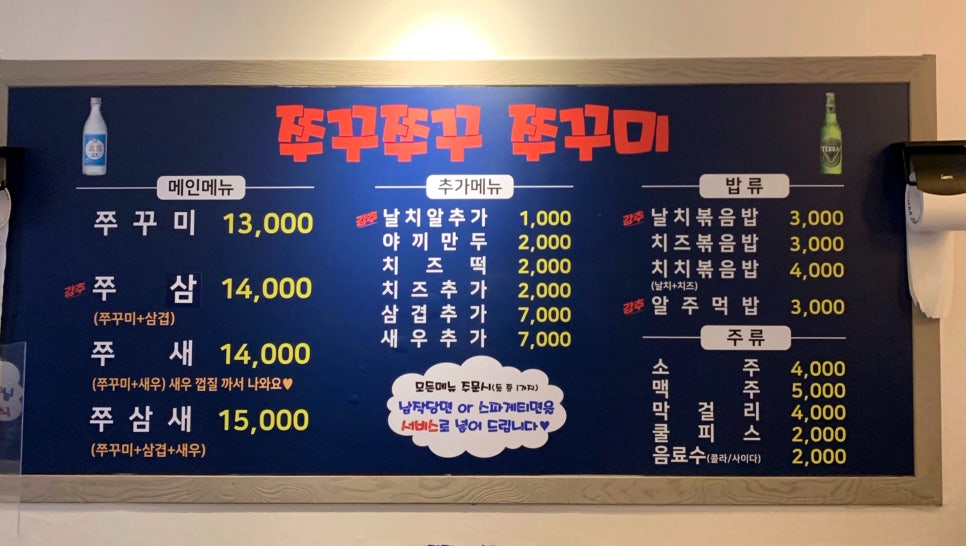 쭈꾸쭈꾸 쭈꾸미
메인메뉴
쭈꾸미 13,000
강추 쭈삼 14,000
(쭈꾸미+삼겹)
쭈새 14,000
(쭈꾸미+새우) 새우 껍질 까서 나와요♥
쭈삼새 15,000
(쭈꾸미+삼겹+새우)
추가메뉴
강추 날치알추가 1,000
야끼만두 2,000
치즈떡 2,000
치즈추가 2,000
삼겹추가 7,000
새우추가 7,000
모든메뉴 주문시(둘 중 1가지)
납작당면 or 스파게티면을
서비스로 넣어 드립니다♥
밥류
강추 날치볶음밥 3,000
치즈볶음밥 3,000
치치볶음밥 4,000
(날치+치즈)
강추 알주먹밥 3,000
주류
소주 4,000
맥주 5,000
막걸리 4,000
쿨피스 2,000
음료수(콜라/사이다) 2,000
TERRA